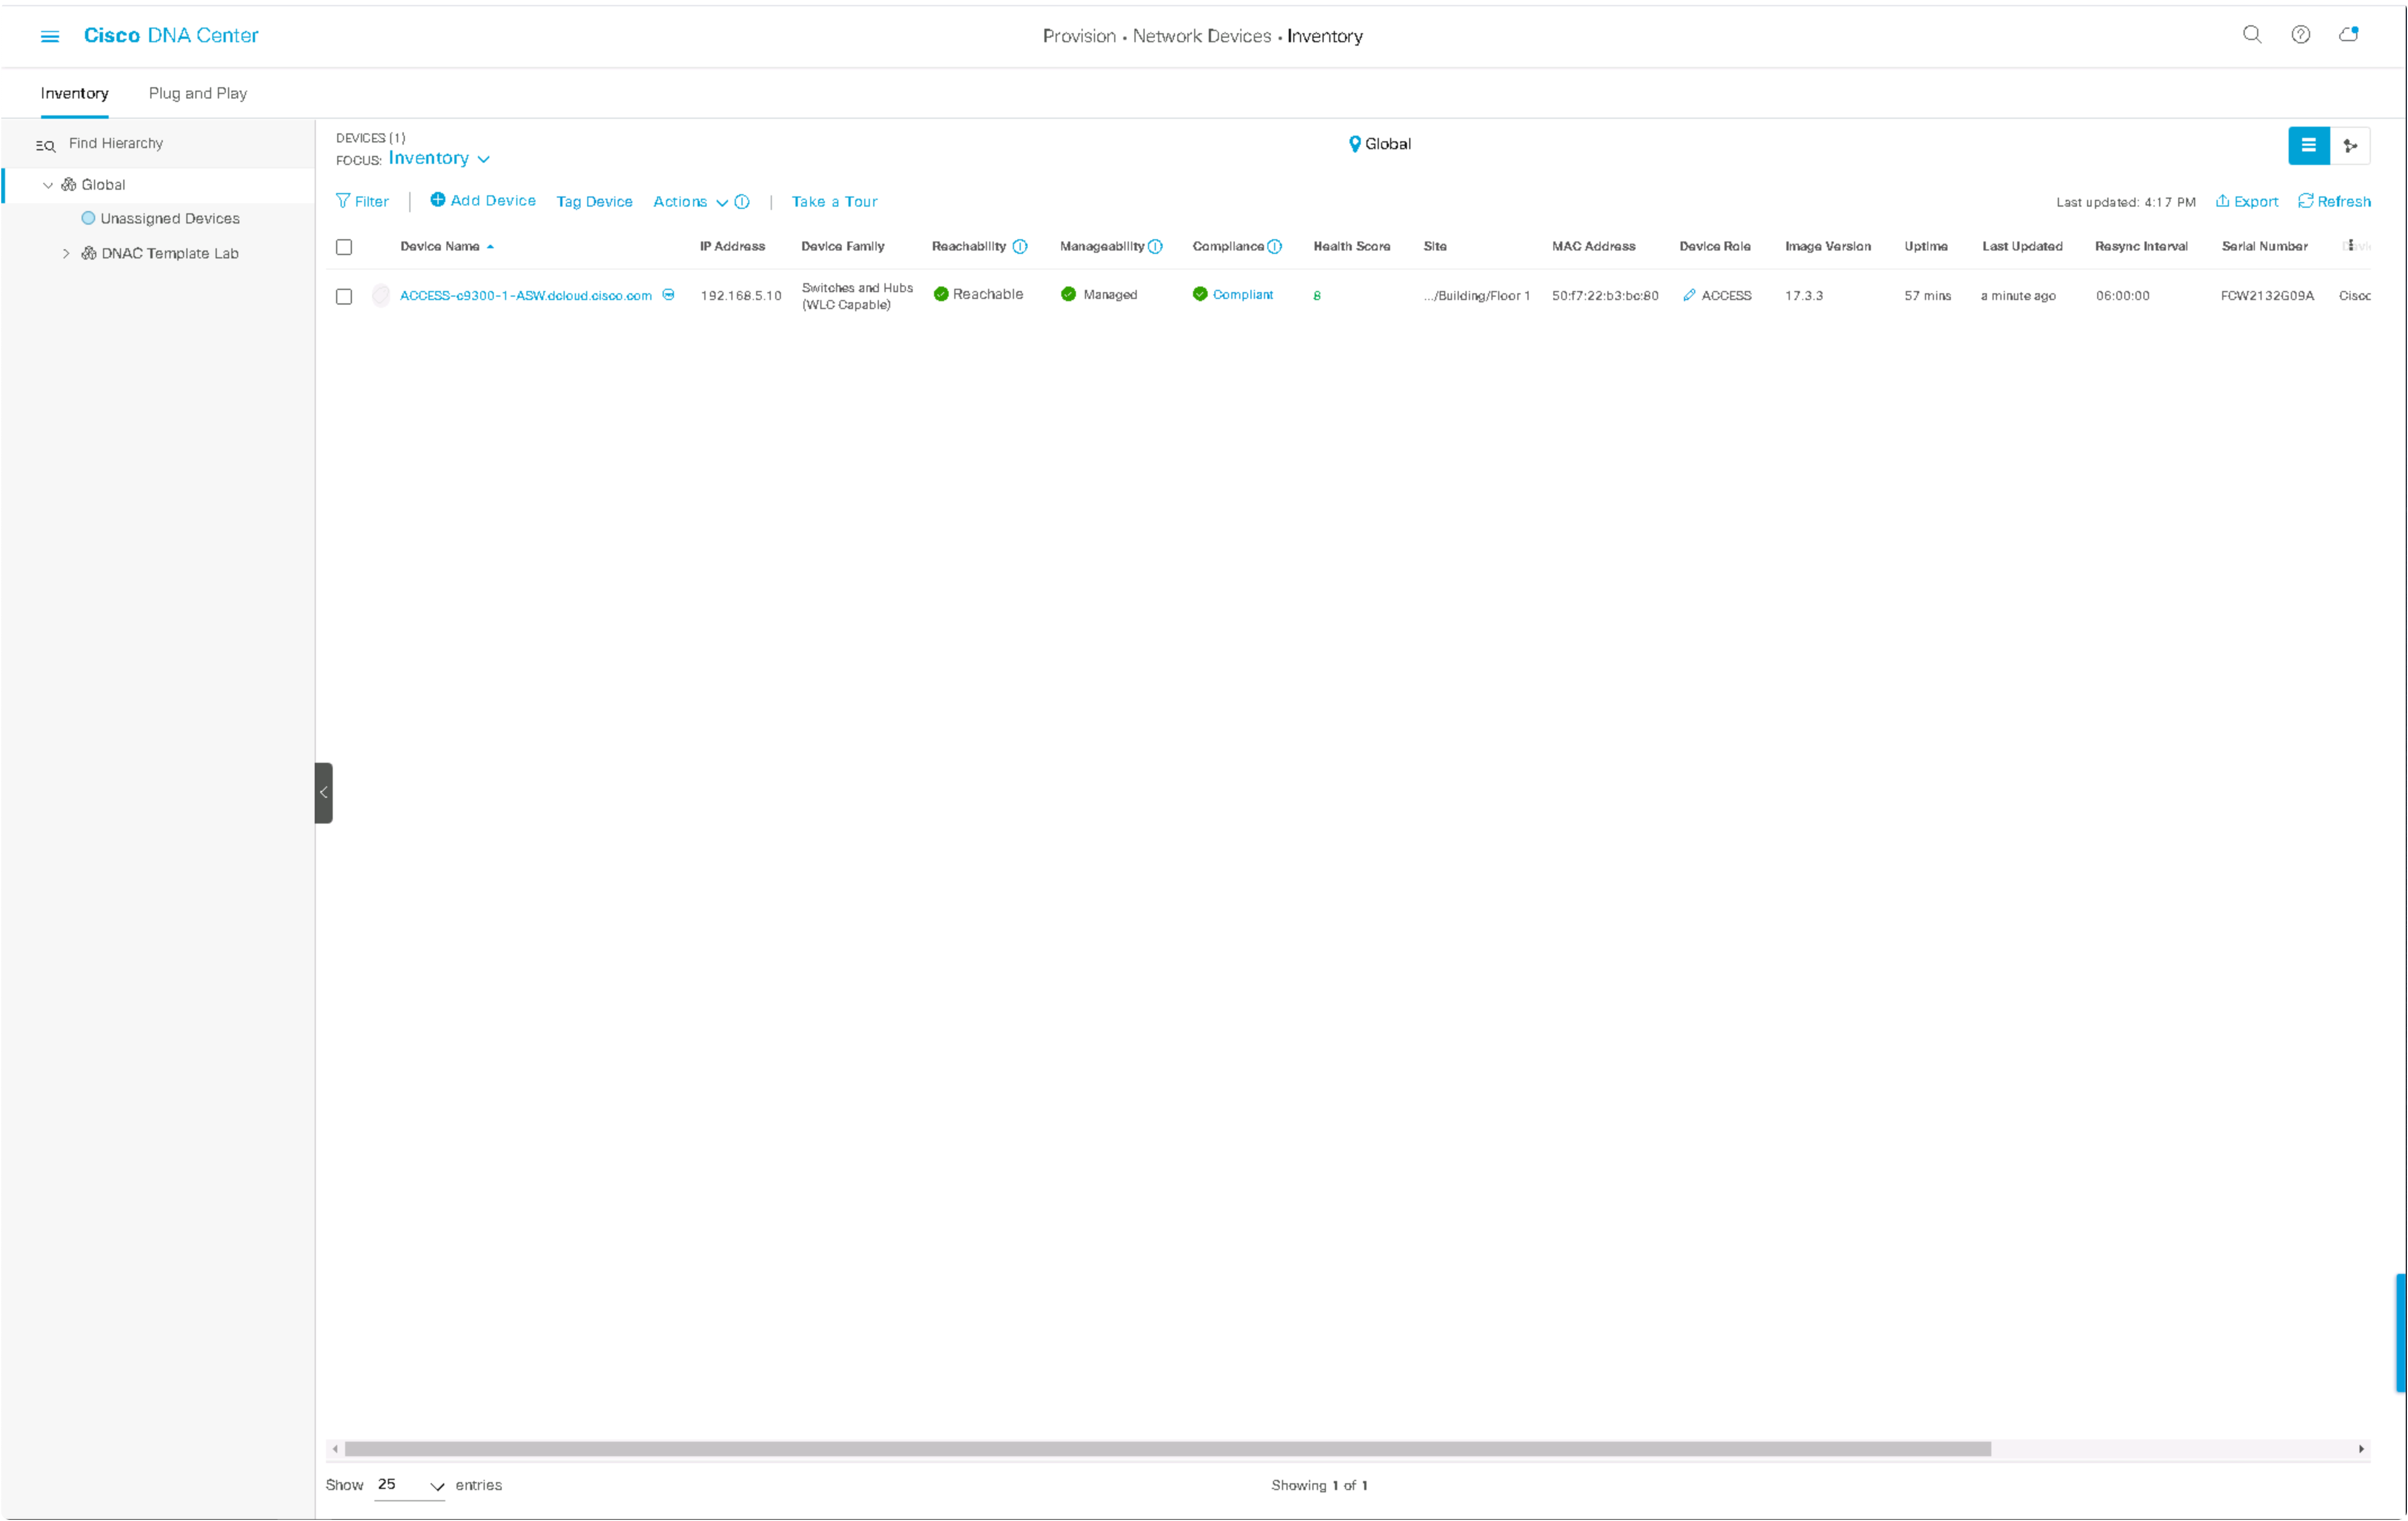 Cisco DNA Center
Provision • Network Devices • Inventory
Inventory
Plug and Play
Find Hierarchy
Global
Unassigned Devices
DNAC Template Lab
DEVICES (1)
FOCUS: Inventory
Global
Filter | Add Device Tag Device Actions | Take a Tour
Last updated: 4:17 PM Export Refresh
Device Name IP Address Device Family Reachability Manageability Compliance Health Score Site MAC Address Device Role Image Version Uptime Last Updated Resync Interval Serial Number
ACCESS-c9300-1-ASW.dcloud.cisco.com 192.168.5.10 Switches and Hubs
(WLC Capable)
Reachable Managed Compliant 8 .../Building/Floor 1 50:f7:22:b3:bc:80 ACCESS 17.3.3 57 mins a minute ago 06:00:00 FCW2132G09A Cisc
Show 25 entries
Showing 1 of 1